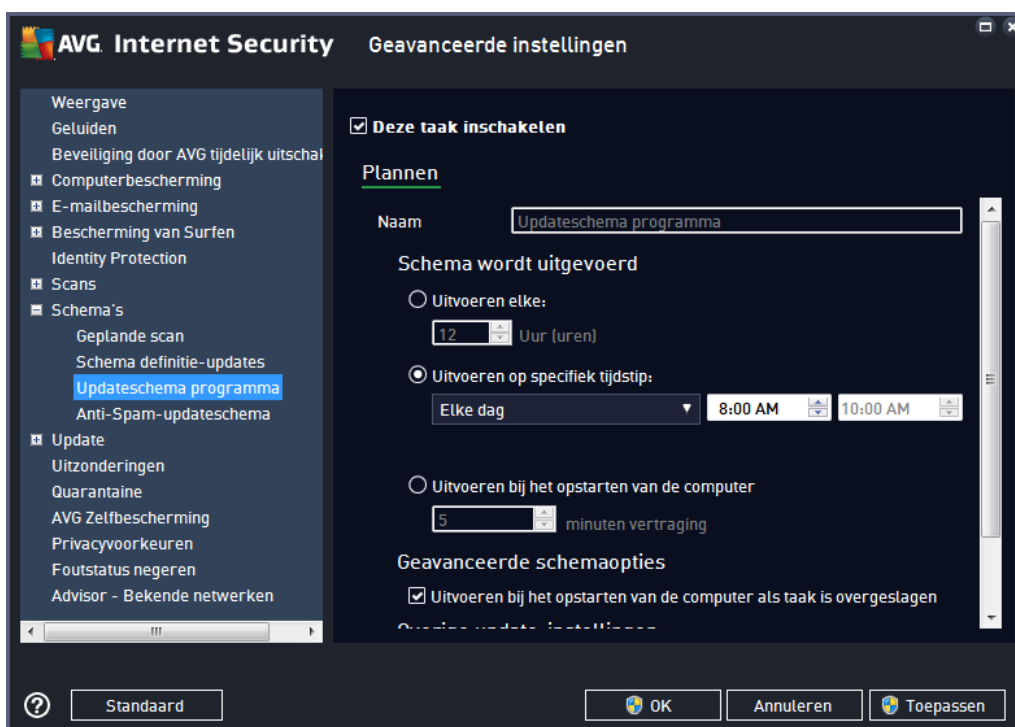 AVG. Internet Security
Geavanceerde instellingen
Weergave
Geluiden
Beveiliging door AVG tijdelijk uitschak
Computerbescherming
E-mailbescherming
Bescherming van Surfen
Identity Protection
Scans
Schema's
Geplande scan
Schema definitie-updates
Updateschema programma
Anti-Spam-updateschema
Update
Uitzonderingen
Quarantaine
AVG Zelfbescherming
Privacyvoorkeuren
Foutstatus negeren
Advisor - Bekende netwerken
Deze taak inschakelen
Plannen
Naam Updateschema programma
Schema wordt uitgevoerd
Uitvoeren elke:
12 Uur (uren)
Uitvoeren op specifiek tijdstip:
Elke dag 8:00 AM 10:00 AM
Uitvoeren bij het opstarten van de computer
5 minuten vertraging
Geavanceerde schemaopties
Uitvoeren bij het opstarten van de computer als taak is overgeslagen
Overige update-instellingen
? Standaard OK Annuleren Toepassen